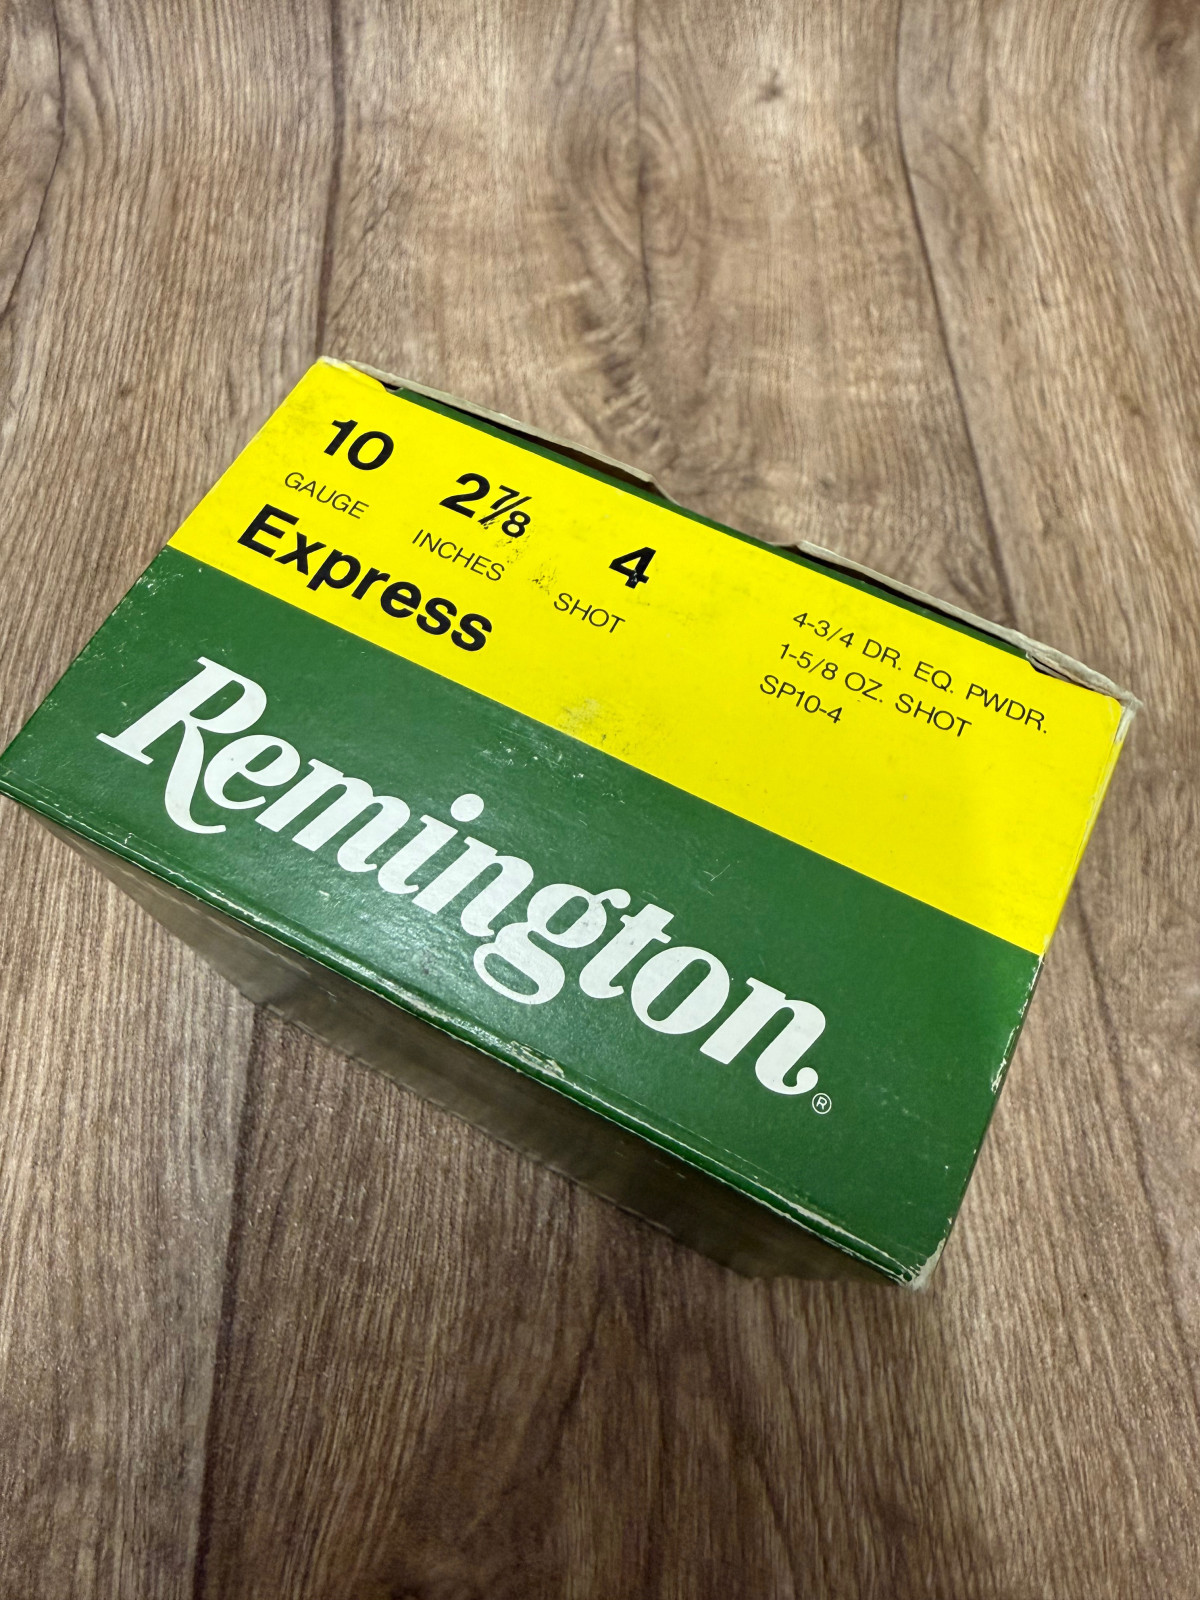 10 2⅞ 4
GAUGE INCHES SHOT
Express
4-3/4 DR. EQ. PWDR.
1-5/8 OZ. SHOT
SP10-4
Remington®